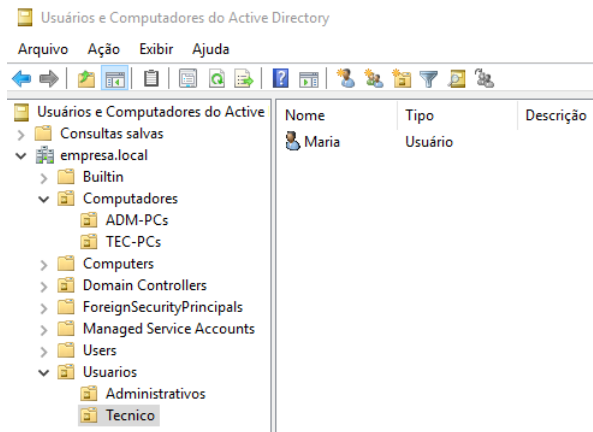 Usuários e Computadores do Active Directory
Arquivo Ação Exibir Ajuda
Usuários e Computadores do Active
Consultas salvas
empresa.local
Builtin
Computadores
ADM-PCs
TEC-PCs
Computers
Domain Controllers
ForeignSecurityPrincipals
Managed Service Accounts
Users
Usuarios
Administrativos
Tecnico
Nome Tipo Descrição
Maria Usuário